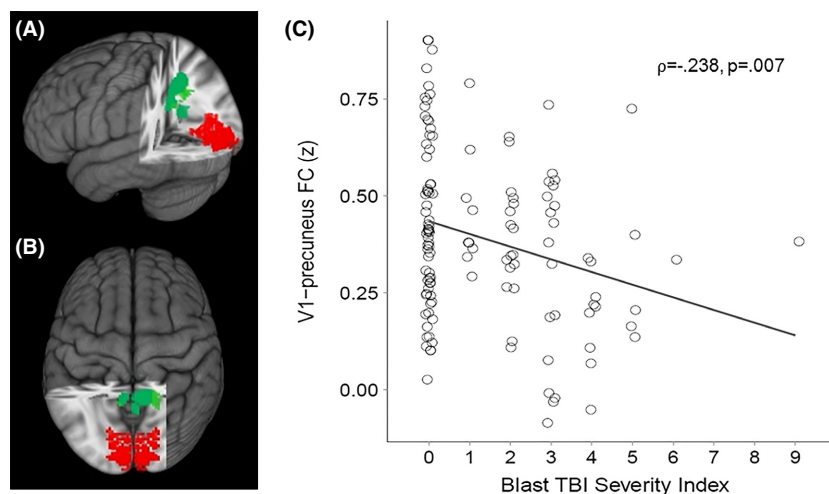 (A)
(B)
(C)
ρ=-.238, p=.007
V1−precuneus FC (z)
0.75
0.50
0.25
0.00
0 1 2 3 4 5 6 7 8 9
Blast TBI Severity Index